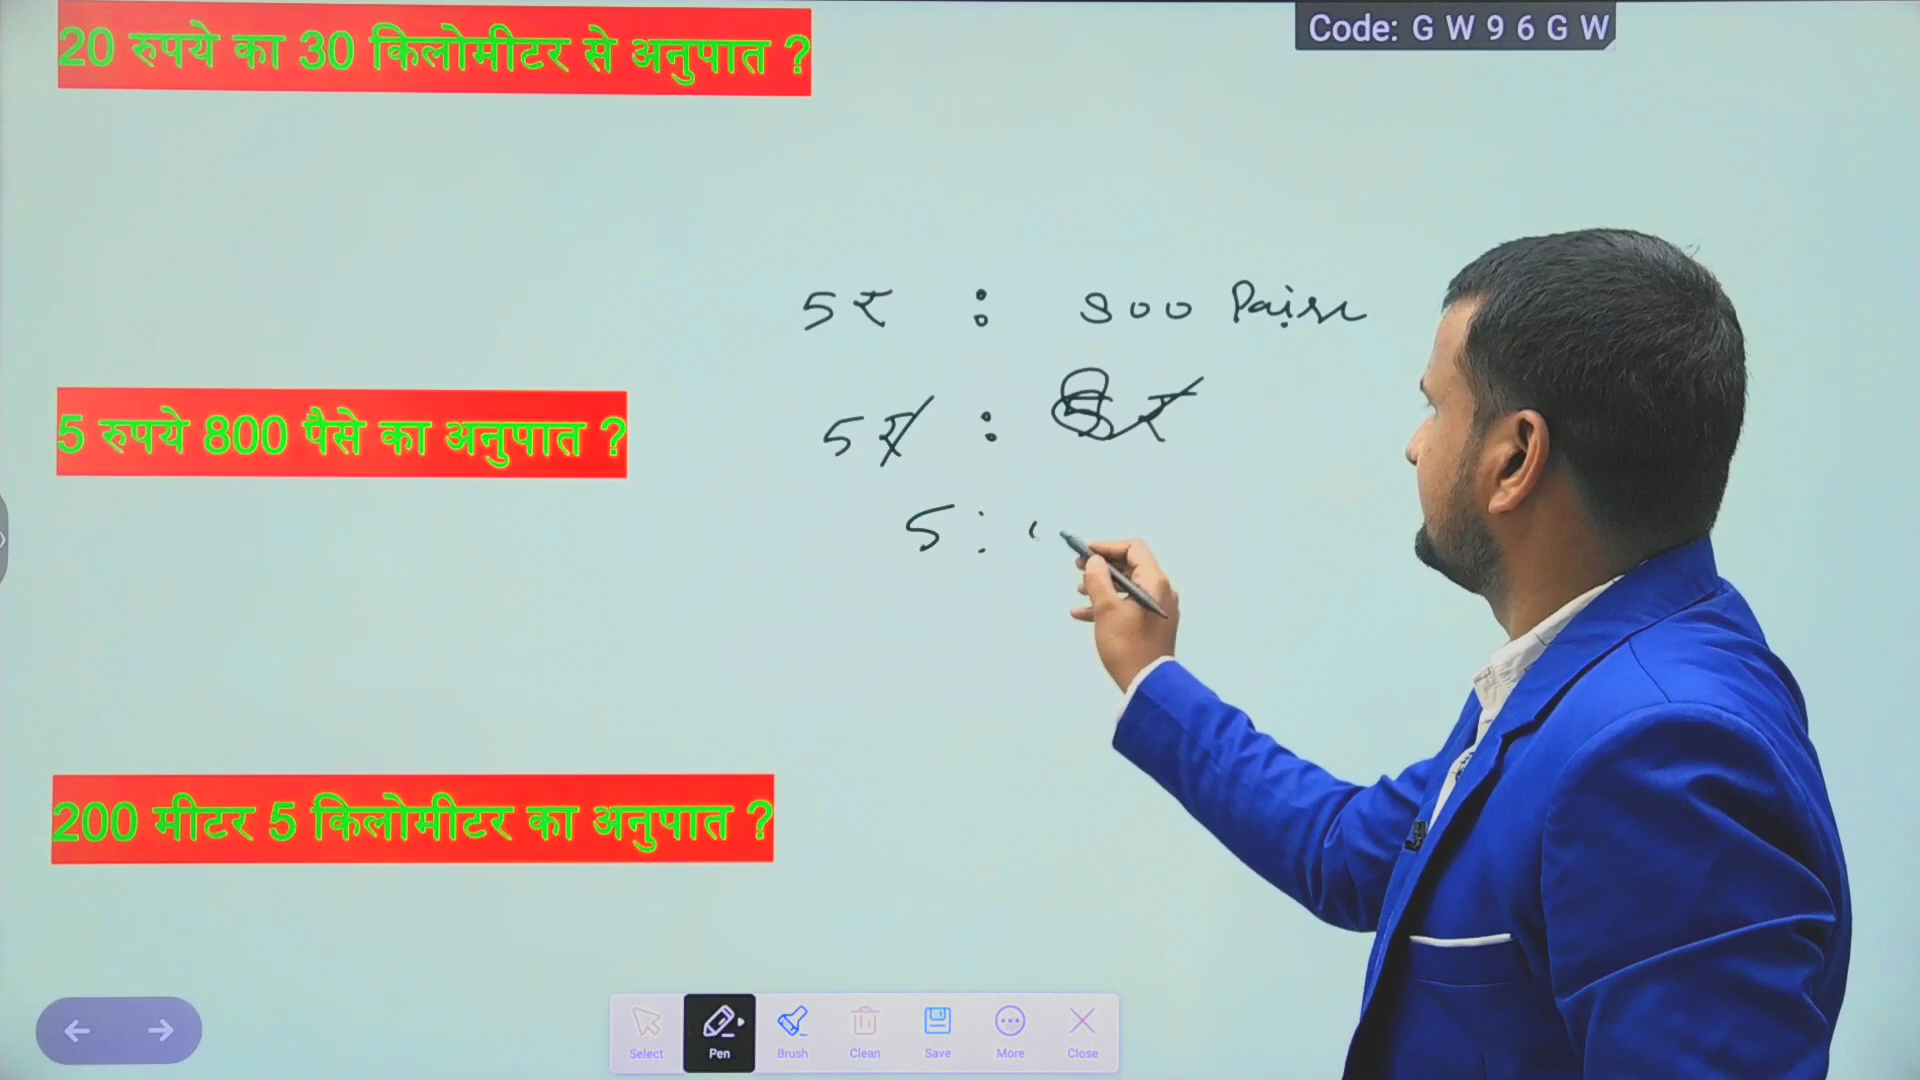 20 रुपये का 30 किलोमीटर से अनुपात ?
Code: G W 9 6 G W
5₹ : 800 Paise
5 रुपये 800 पैसे का अनुपात ?
5₹ : 8₹
5 :
200 मीटर 5 किलोमीटर का अनुपात ?
Select
Pen
Brush
Clean
Save
More
Close